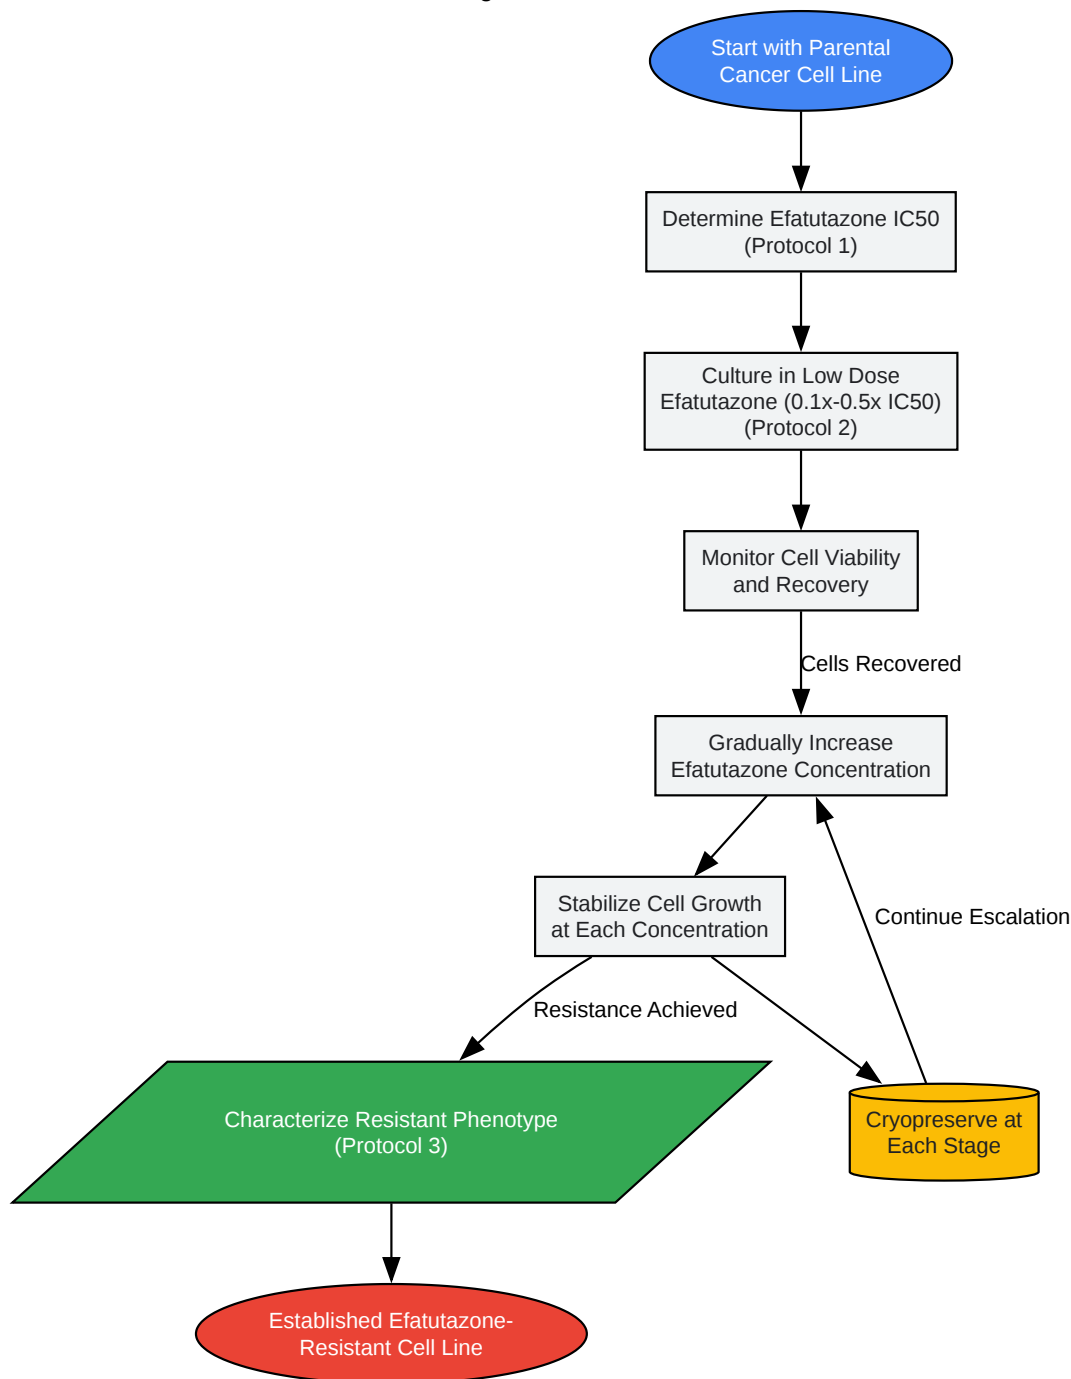 Start with Parental
Cancer Cell Line
Determine Efatutazone IC50
(Protocol 1)
Culture in Low Dose
Efatutazone (0.1x-0.5x IC50)
(Protocol 2)
Monitor Cell Viability
and Recovery
Cells Recovered
Gradually Increase
Efatutazone Concentration
Stabilize Cell Growth
at Each Concentration
Continue Escalation
Resistance Achieved
Characterize Resistant Phenotype
(Protocol 3)
Cryopreserve at
Each Stage
Established Efatutazone-
Resistant Cell Line